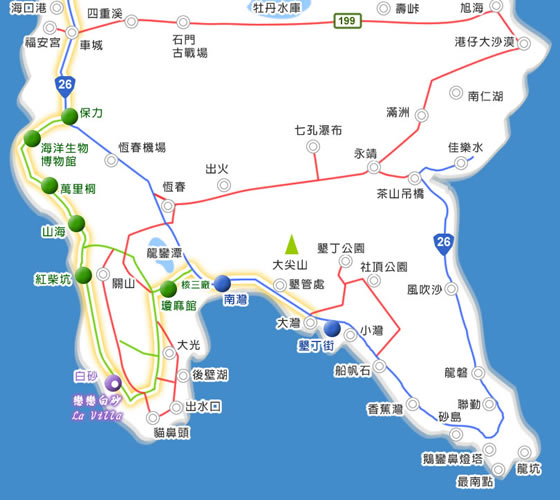 海口港
四重溪
牡丹水庫
壽峠
旭海
199
福安宮
車城
石門
古戰場
港仔大沙漠
26
南仁湖
保力
滿洲
七孔瀑布
海洋生物
博物館
恆春機場
永靖
佳樂水
出火
茶山吊橋
萬里桐
恆春
山海
龍鑾潭
大尖山
墾丁公園
26
社頂公園
紅柴坑
關山
核三廠
瓊麻館
南灣
墾管處
風吹沙
大灣
墾丁街
小灣
大光
船帆石
白砂
後壁湖
龍磐
戀戀白砂
La Villa
出水口
貓鼻頭
香蕉灣
砂島
聯勤
鵝鑾鼻燈塔
龍坑
最南點